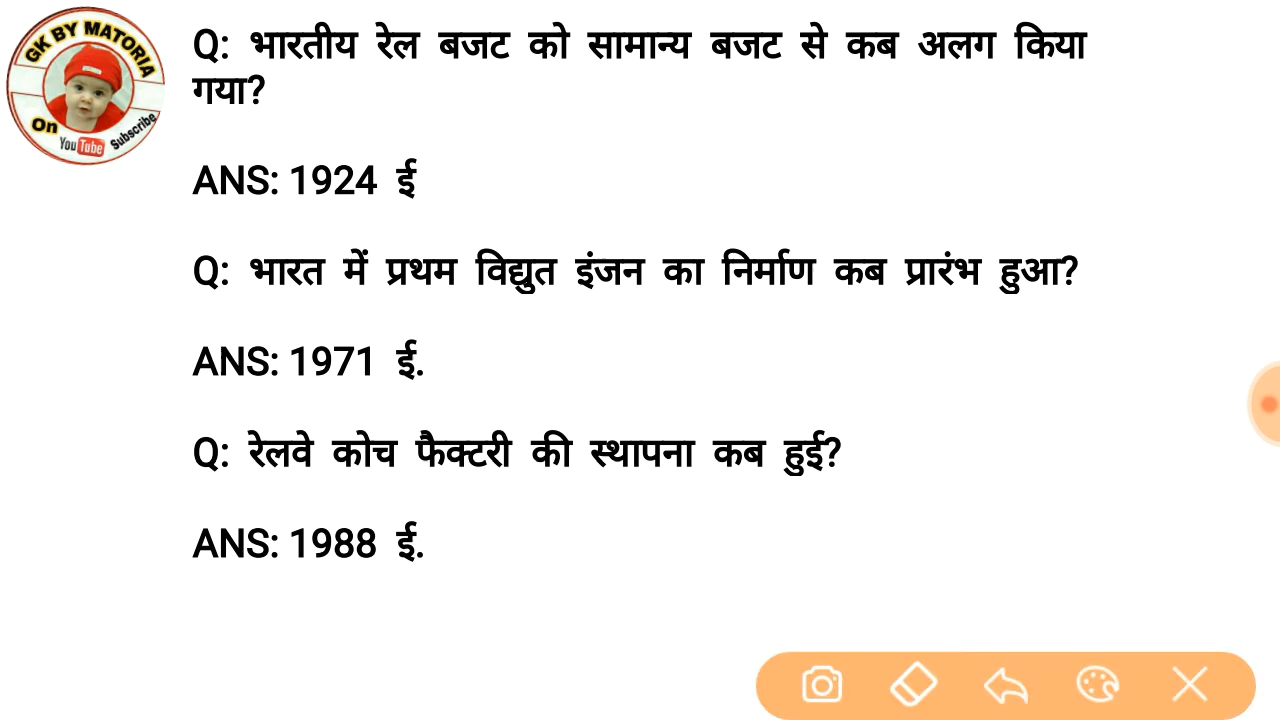 GK BY MATORIA
On YouTube Subscribe
Q: भारतीय रेल बजट को सामान्य बजट से कब अलग किया
गया?
ANS: 1924 ई
Q: भारत में प्रथम विद्युत इंजन का निर्माण कब प्रारंभ हुआ?
ANS: 1971 ई.
Q: रेलवे कोच फैक्टरी की स्थापना कब हुई?
ANS: 1988 ई.